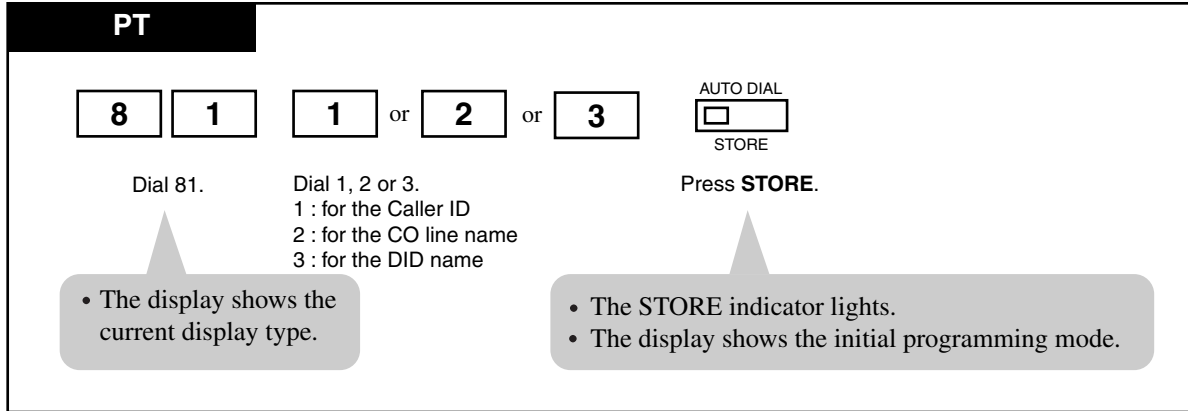 PT
8 1 1 or 2 or 3
AUTO DIAL
STORE
Dial 81.
Dial 1, 2 or 3.
1 : for the Caller ID
2 : for the CO line name
3 : for the DID name
Press STORE.
• The display shows the
current display type.
• The STORE indicator lights.
• The display shows the initial programming mode.